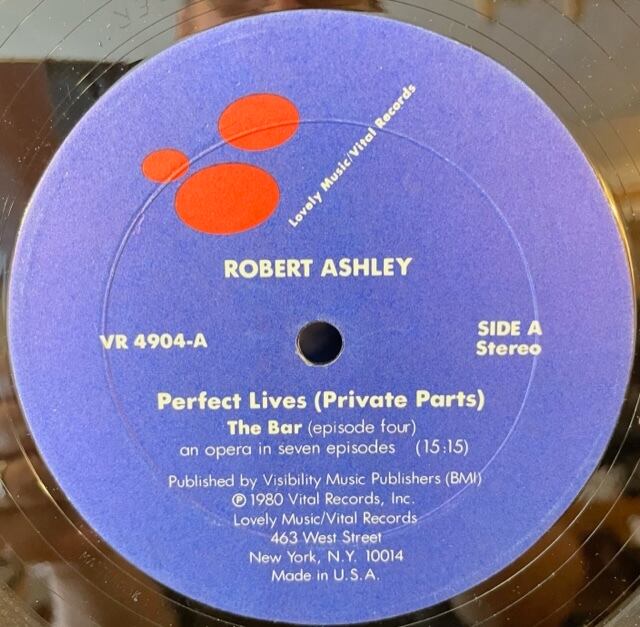 Lovely Music/Vital Records
ROBERT ASHLEY
VR 4904-A
SIDE A
Stereo
Perfect Lives (Private Parts)
The Bar (episode four)
an opera in seven episodes (15:15)
Published by Visibility Music Publishers (BMI)
℗ 1980 Vital Records, Inc.
Lovely Music/Vital Records
463 West Street
New York, N.Y. 10014
Made in U.S.A.